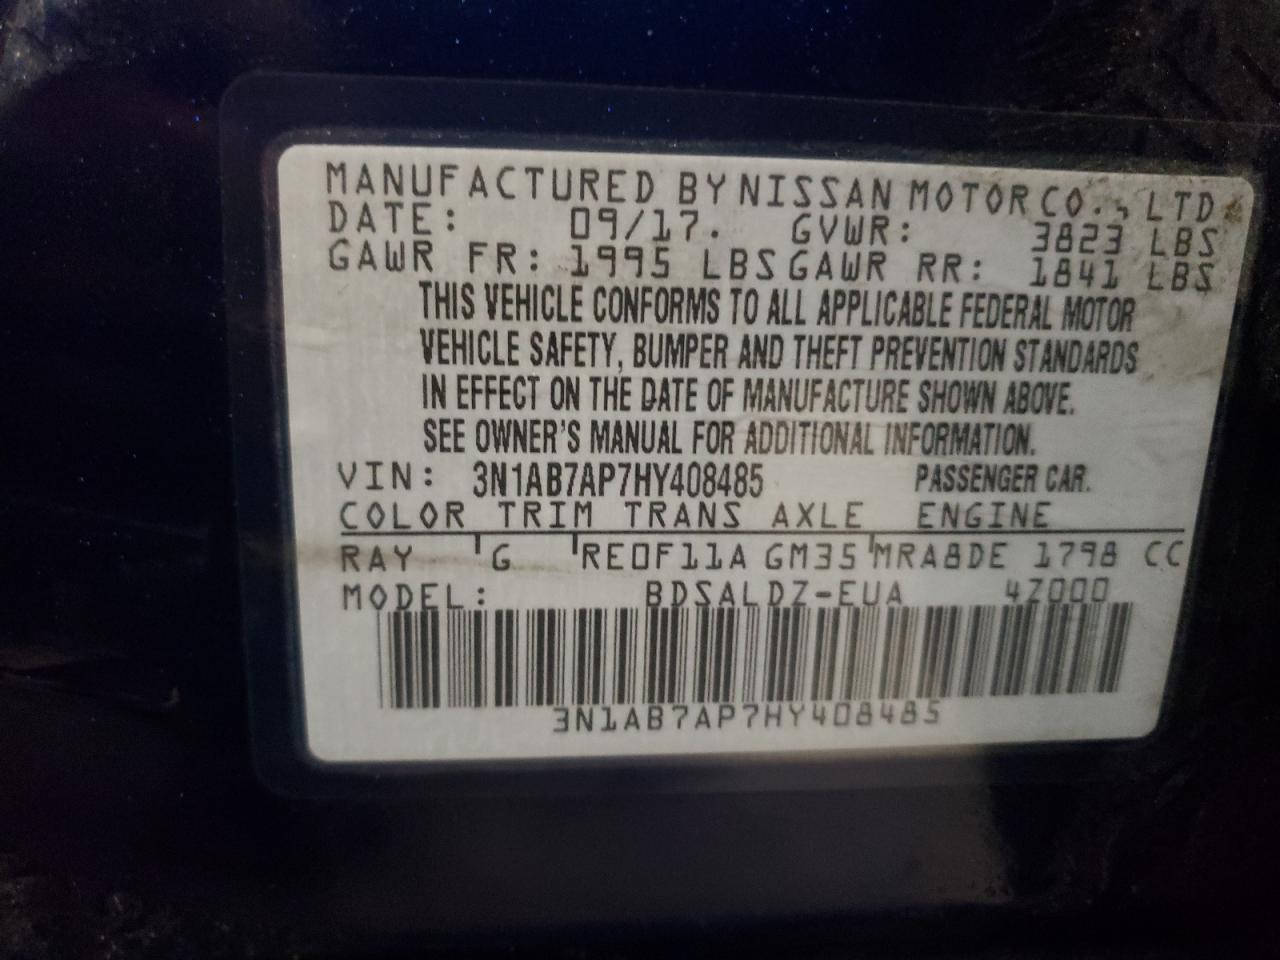 MANUFACTURED BY NISSAN MOTOR CO., LTD.
DATE: 09/17. GVWR: 3823 LBS
GAWR FR: 1995 LBS GAWR RR: 1841 LBS
THIS VEHICLE CONFORMS TO ALL APPLICABLE FEDERAL MOTOR
VEHICLE SAFETY, BUMPER AND THEFT PREVENTION STANDARDS
IN EFFECT ON THE DATE OF MANUFACTURE SHOWN ABOVE.
SEE OWNER'S MANUAL FOR ADDITIONAL INFORMATION.
VIN: 3N1AB7AP7HY408485 PASSENGER CAR.
COLOR TRIM TRANS AXLE ENGINE
RAY G RE0F11A GM35 MRA8DE 1798 CC
MODEL: BDSALDZ-EUA 4Z000
3N1AB7AP7HY408485